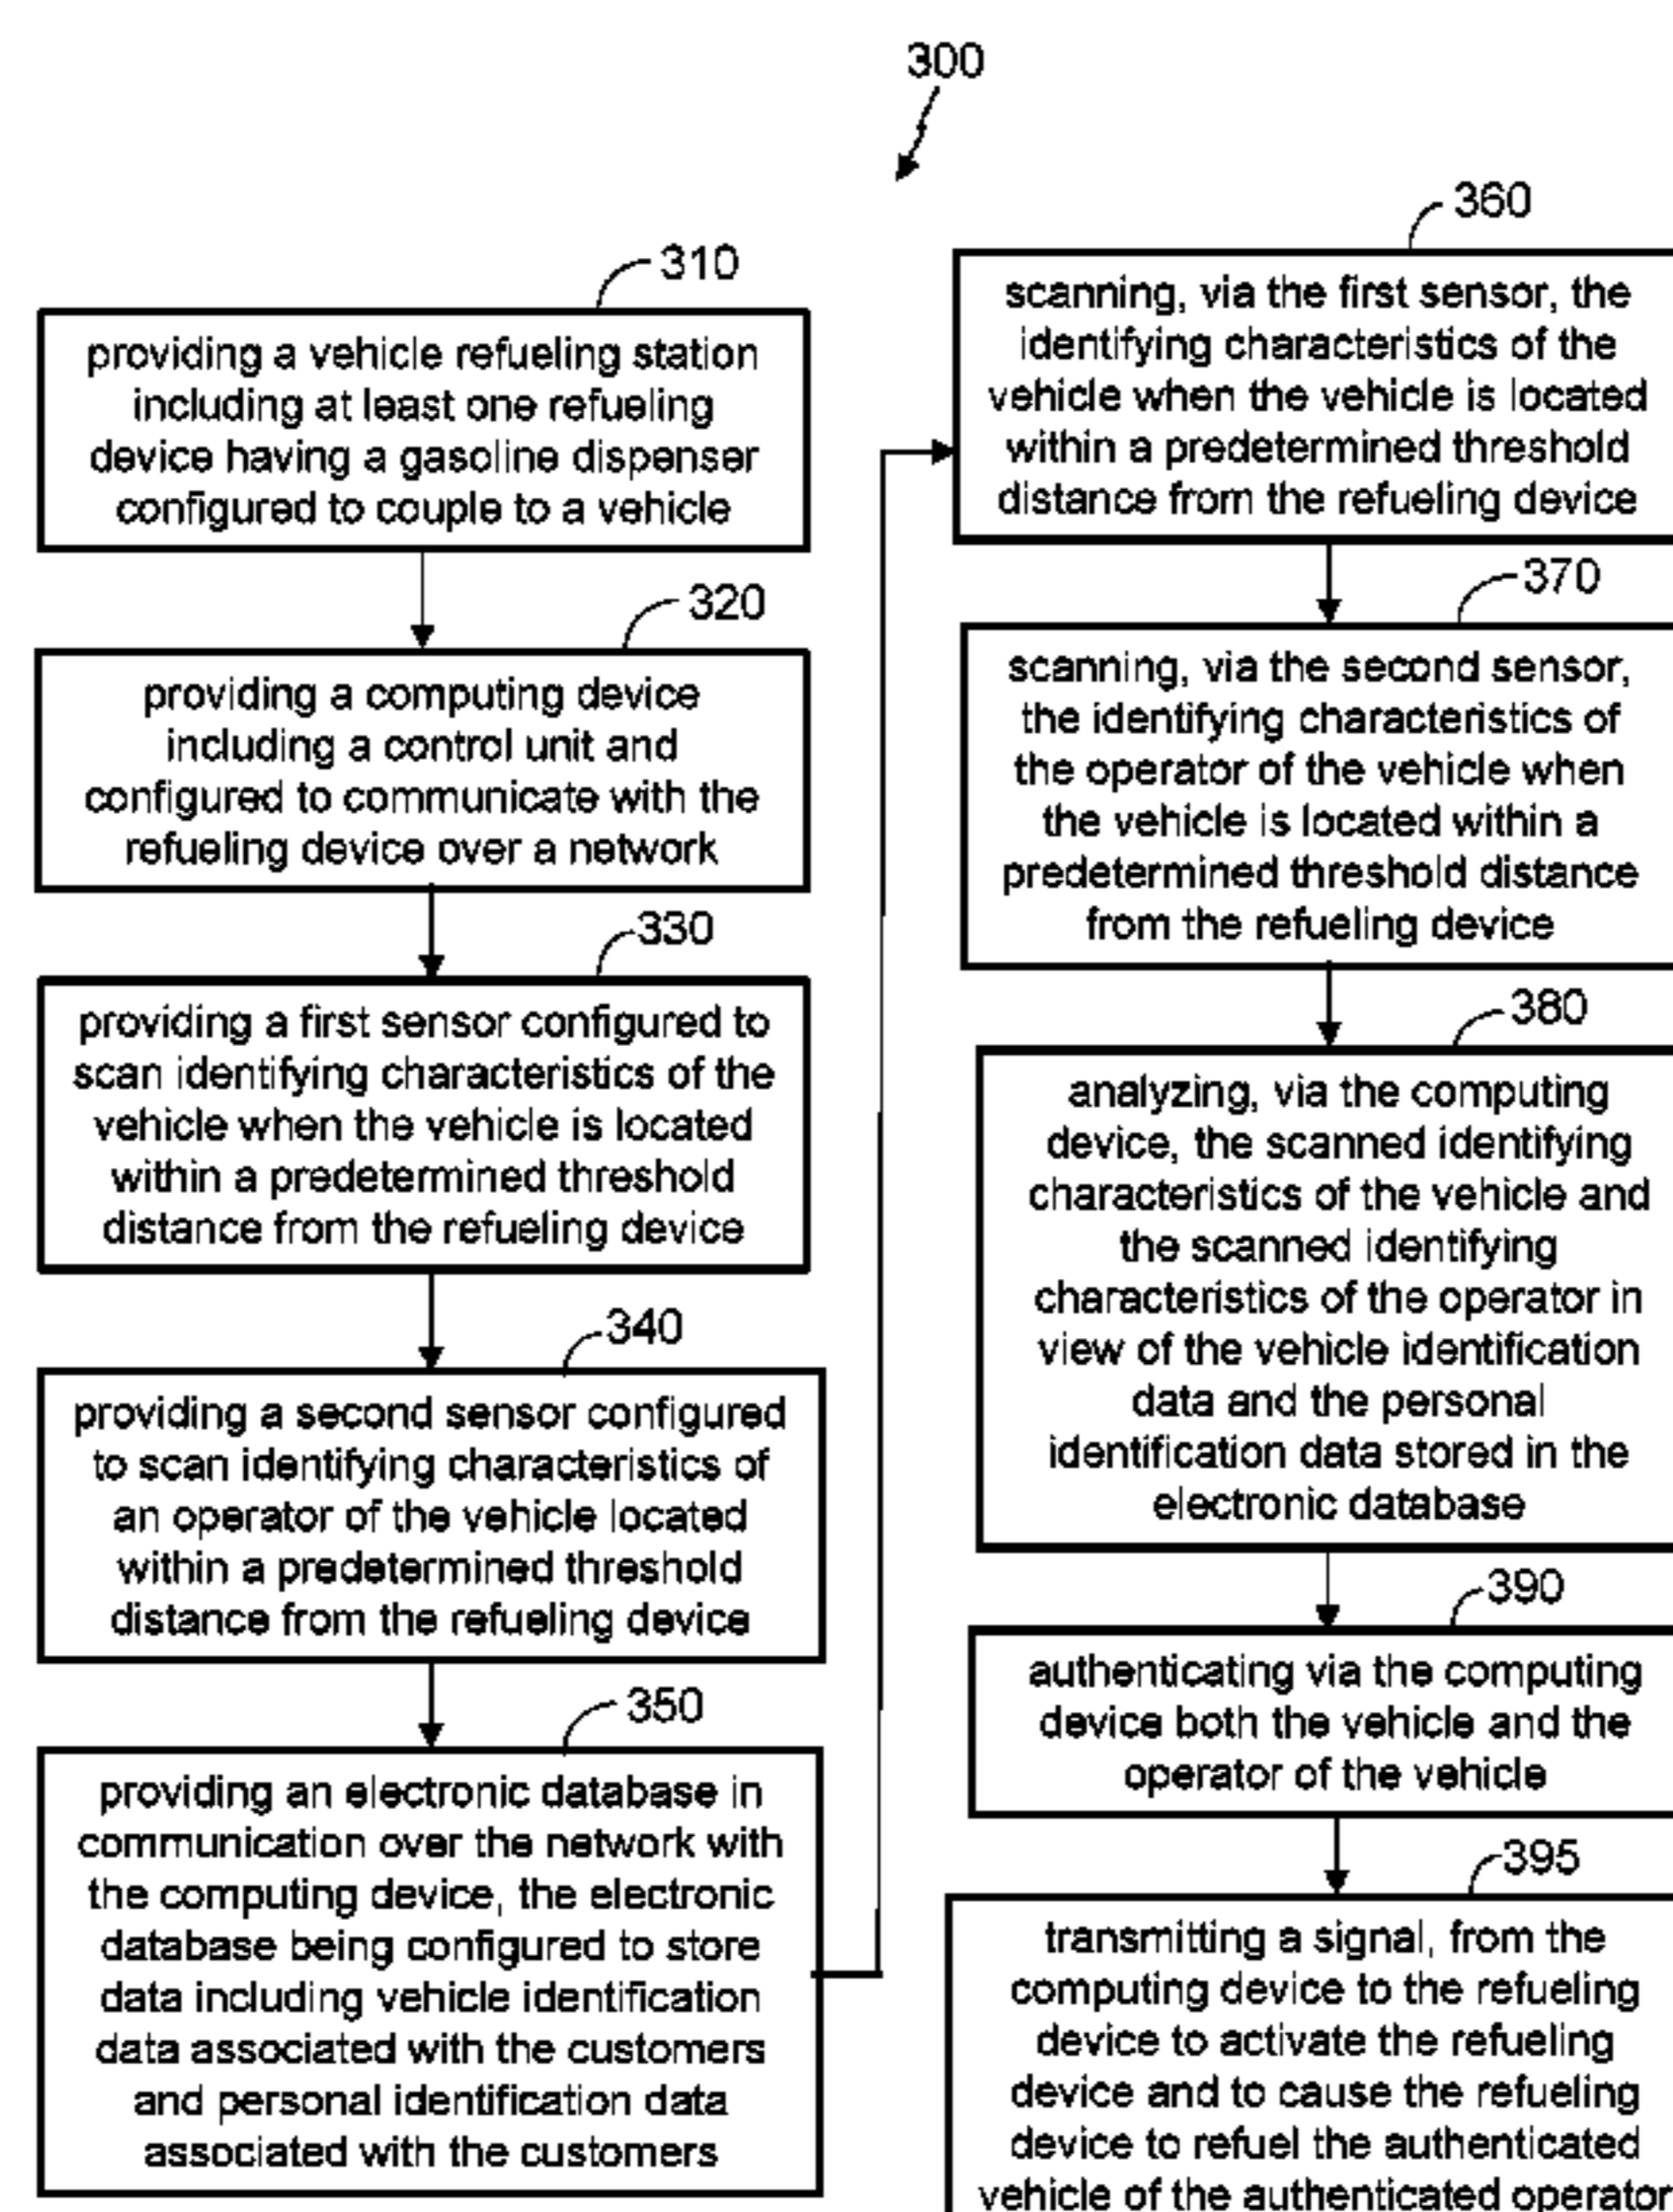 300
310
providing a vehicle refueling station
including at least one refueling
device having a gasoline dispenser
configured to couple to a vehicle
320
providing a computing device
including a control unit and
configured to communicate with the
refueling device over a network
330
providing a first sensor configured to
scan identifying characteristics of the
vehicle when the vehicle is located
within a predetermined threshold
distance from the refueling device
340
providing a second sensor configured
to scan identifying characteristics of
an operator of the vehicle located
within a predetermined threshold
distance from the refueling device
350
providing an electronic database in
communication over the network with
the computing device, the electronic
database being configured to store
data including vehicle identification
data associated with the customers
and personal identification data
associated with the customers
360
scanning, via the first sensor, the
identifying characteristics of the
vehicle when the vehicle is located
within a predetermined threshold
distance from the refueling device
370
scanning, via the second sensor,
the identifying characteristics of
the operator of the vehicle when
the vehicle is located within a
predetermined threshold distance
from the refueling device
380
analyzing, via the computing
device, the scanned identifying
characteristics of the vehicle and
the scanned identifying
characteristics of the operator in
view of the vehicle identification
data and the personal
identification data stored in the
electronic database
390
authenticating via the computing
device both the vehicle and the
operator of the vehicle
395
transmitting a signal, from the
computing device to the refueling
device to activate the refueling
device and to cause the refueling
device to refuel the authenticated
vehicle of the authenticated operator